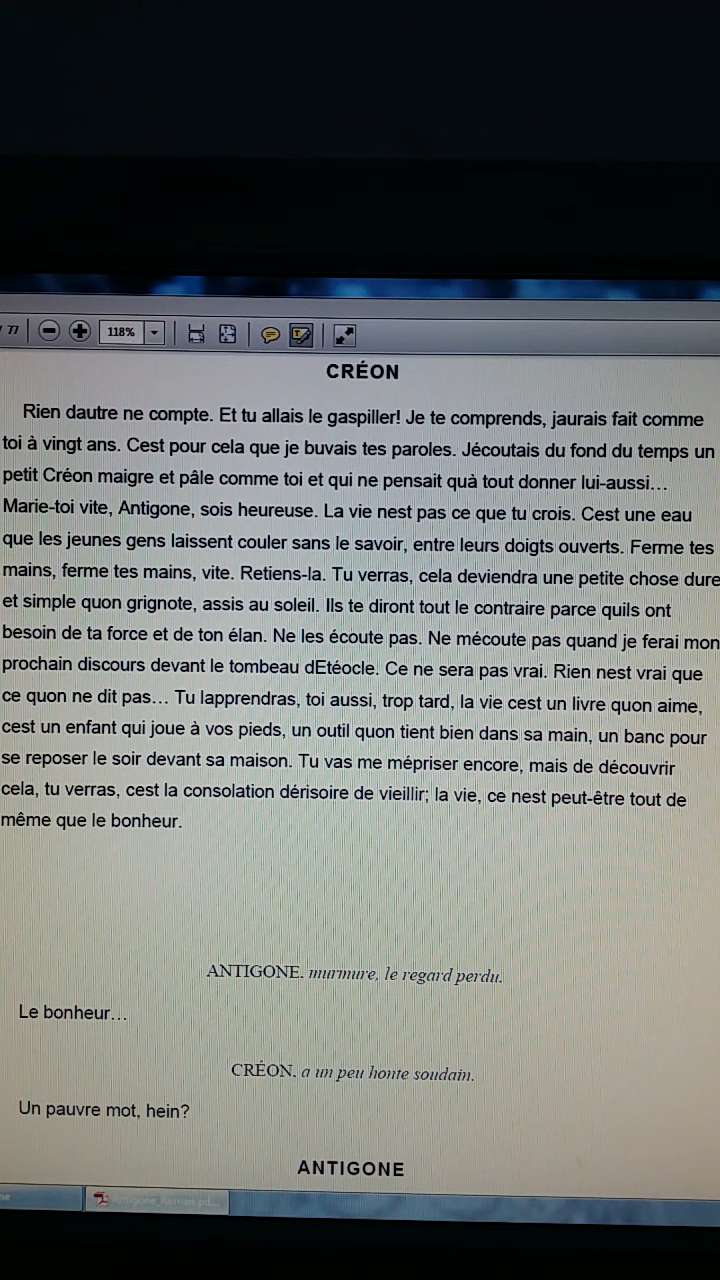 77
118%
CRÉON
Rien dautre ne compte. Et tu allais le gaspiller! Je te comprends, jaurais fait comme
toi à vingt ans. Cest pour cela que je buvais tes paroles. Jécoutais du fond du temps un
petit Créon maigre et pâle comme toi et qui ne pensait quà tout donner lui-aussi…
Marie-toi vite, Antigone, sois heureuse. La vie nest pas ce que tu crois. Cest une eau
que les jeunes gens laissent couler sans le savoir, entre leurs doigts ouverts. Ferme tes
mains, ferme tes mains, vite. Retiens-la. Tu verras, cela deviendra une petite chose dure
et simple quon grignote, assis au soleil. Ils te diront tout le contraire parce quils ont
besoin de ta force et de ton élan. Ne les écoute pas. Ne mécoute pas quand je ferai mon
prochain discours devant le tombeau dEtéocle. Ce ne sera pas vrai. Rien nest vrai que
ce quon ne dit pas… Tu lapprendras, toi aussi, trop tard, la vie cest un livre quon aime,
cest un enfant qui joue à vos pieds, un outil quon tient bien dans sa main, un banc pour
se reposer le soir devant sa maison. Tu vas me mépriser encore, mais de découvrir
cela, tu verras, cest la consolation dérisoire de vieillir; la vie, ce nest peut-être tout de
même que le bonheur.
ANTIGONE. murmure, le regard perdu.
Le bonheur…
CRÉON. a un peu honte soudain.
Un pauvre mot, hein?
ANTIGONE